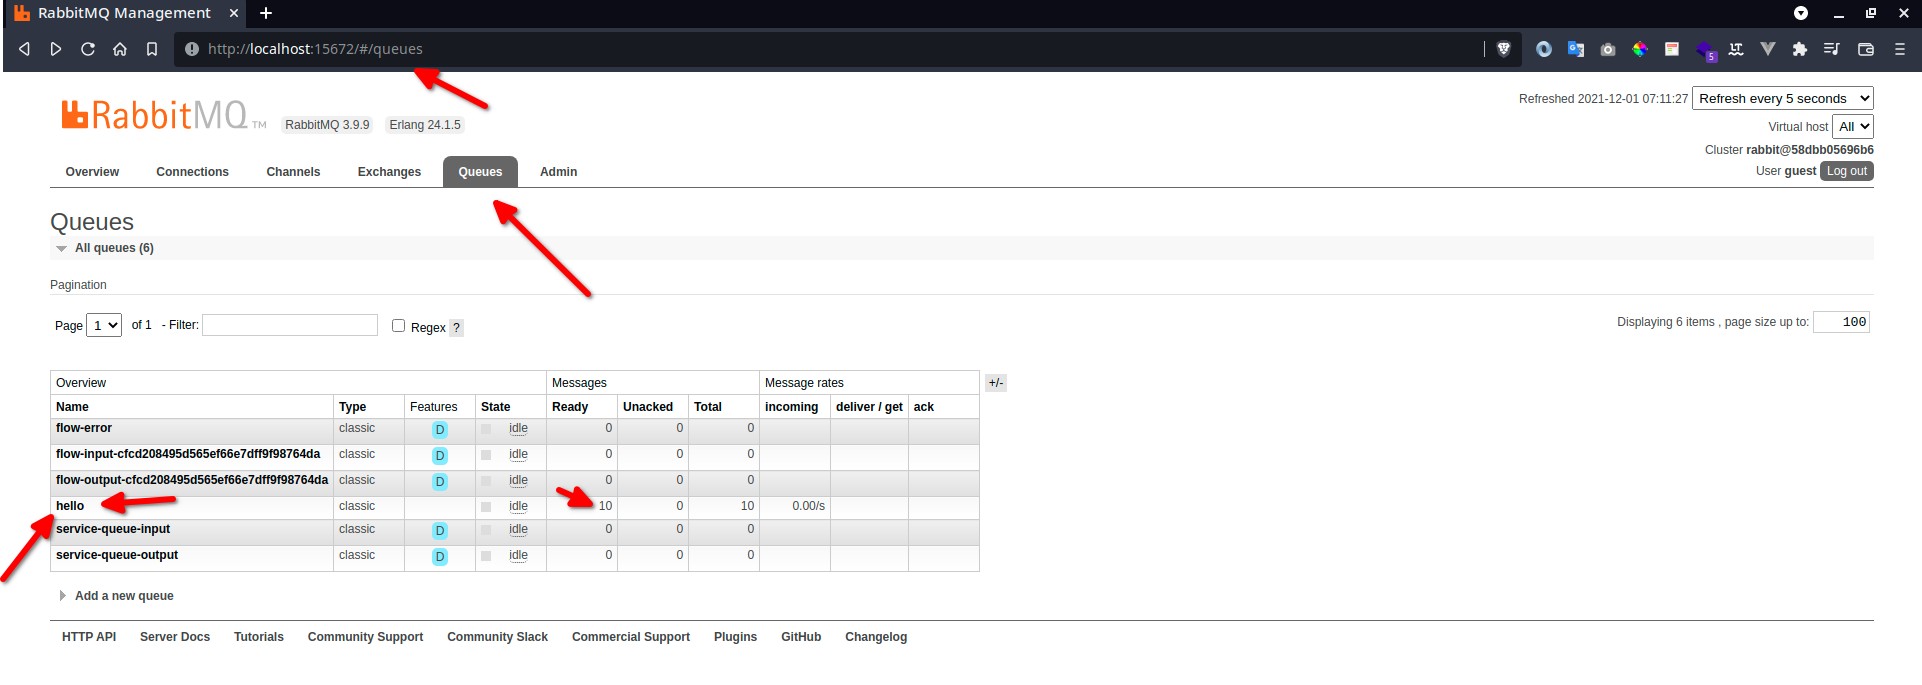 RabbitMQ Management
http://localhost:15672/#/queues
5
RabbitMQ TM RabbitMQ 3.9.9 Erlang 24.1.5
Refreshed 2021-12-01 07:11:27 Refresh every 5 seconds
Virtual host All
Cluster rabbit@58dbb05696b6
User guest Log out
Overview Connections Channels Exchanges Queues Admin
Queues
All queues (6)
Pagination
Page 1 of 1 - Filter: Regex ?
Displaying 6 items , page size up to: 100
Overview Messages Message rates +/-
Name Type Features State Ready Unacked Total incoming deliver / get ack
flow-error classic D idle 0 0 0
flow-input-cfcd208495d565ef66e7dff9f98764da classic D idle 0 0 0
flow-output-cfcd208495d565ef66e7dff9f98764da classic D idle 0 0 0
hello classic idle 10 0 10 0.00/s
service-queue-input classic D idle 0 0 0
service-queue-output classic D idle 0 0 0
Add a new queue
HTTP API Server Docs Tutorials Community Support Community Slack Commercial Support Plugins GitHub Changelog